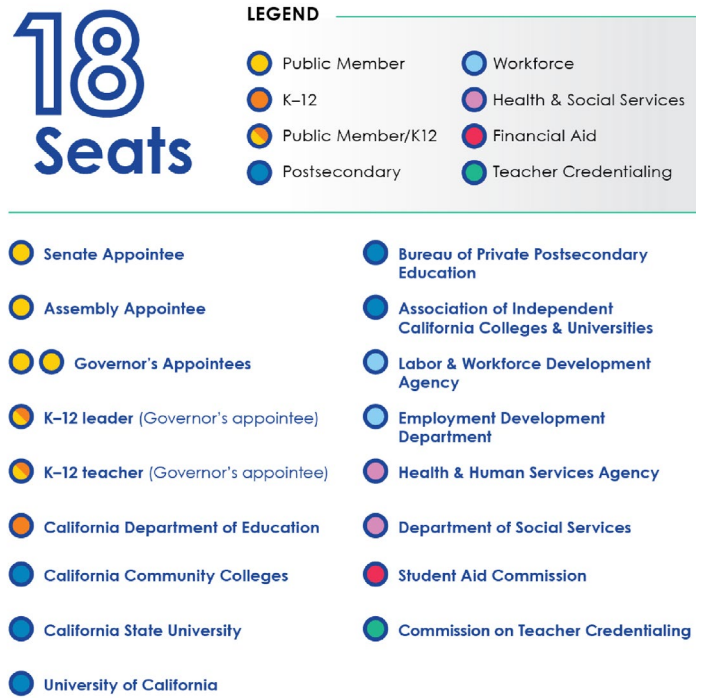 18
Seats
LEGEND
Public Member
K–12
Public Member/K12
Postsecondary
Workforce
Health & Social Services
Financial Aid
Teacher Credentialing
Senate Appointee
Assembly Appointee
Governor's Appointees
K–12 leader (Governor's appointee)
K–12 teacher (Governor's appointee)
California Department of Education
California Community Colleges
California State University
University of California
Bureau of Private Postsecondary
Education
Association of Independent
California Colleges & Universities
Labor & Workforce Development
Agency
Employment Development
Department
Health & Human Services Agency
Department of Social Services
Student Aid Commission
Commission on Teacher Credentialing